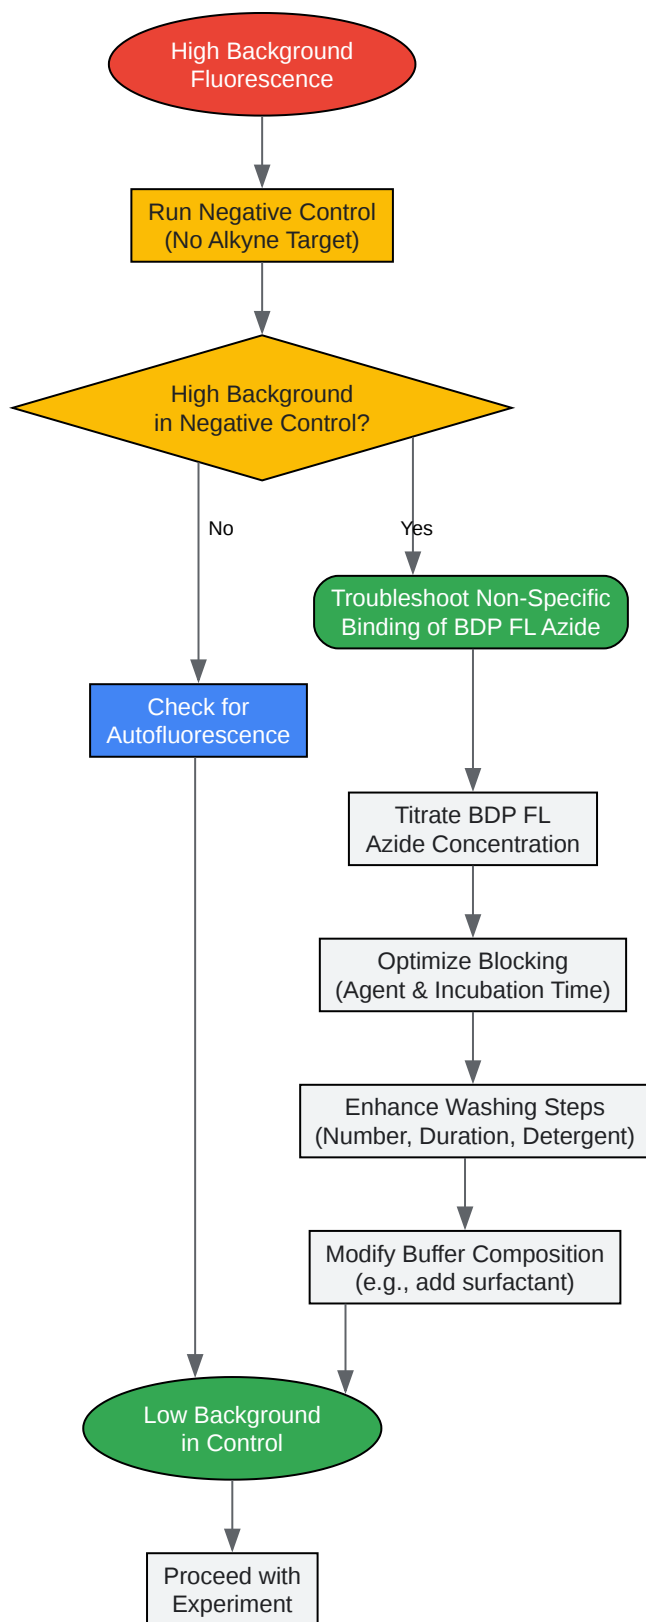 High Background
Fluorescence
Run Negative Control
(No Alkyne Target)
High Background
in Negative Control?
No
Yes
Troubleshoot Non-Specific
Binding of BDP FL Azide
Check for
Autofluorescence
Titrate BDP FL
Azide Concentration
Optimize Blocking
(Agent & Incubation Time)
Enhance Washing Steps
(Number, Duration, Detergent)
Modify Buffer Composition
(e.g., add surfactant)
Low Background
in Control
Proceed with
Experiment